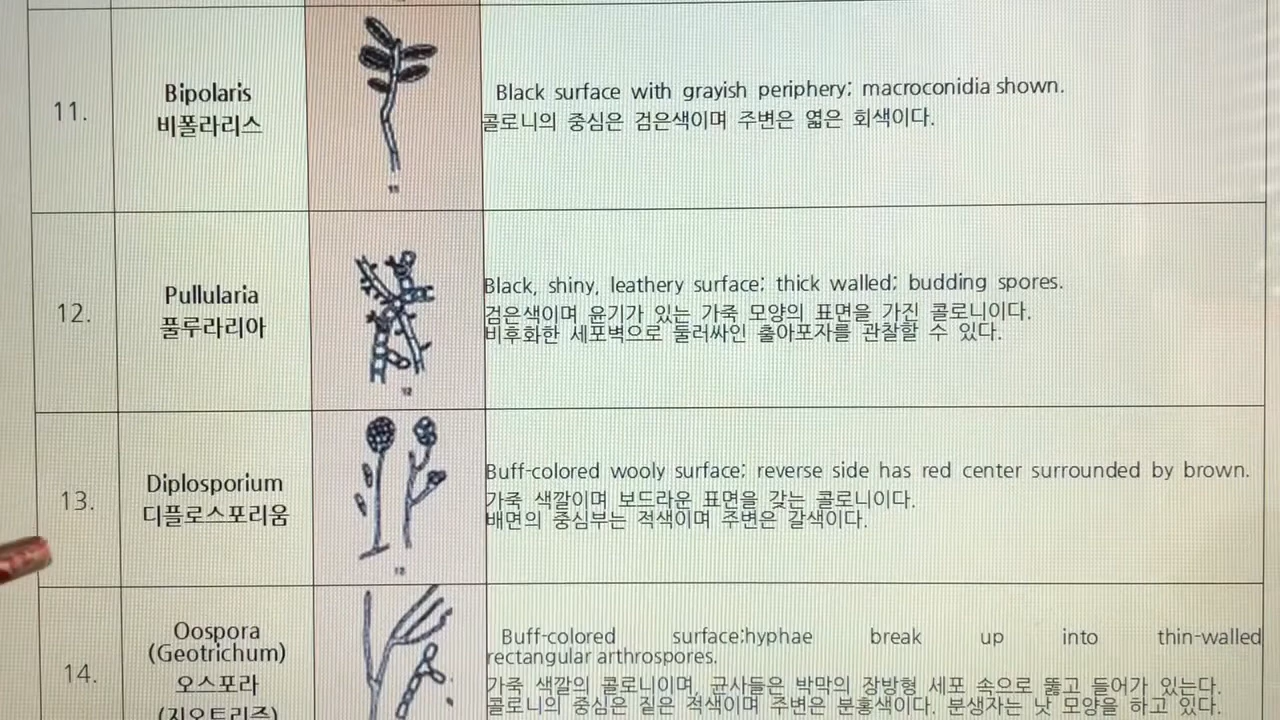 11.
Bipolaris
비폴라리스
11
Black surface with grayish periphery; macroconidia shown.
콜로니의 중심은 검은색이며 주변은 엷은 회색이다.
12.
Pullularia
풀루라리아
12
Black, shiny, leathery surface; thick walled; budding spores.
검은색이며 윤기가 있는 가죽 모양의 표면을 가진 콜로니이다.
비후화한 세포벽으로 둘러싸인 출아포자를 관찰할 수 있다.
13.
Diplosporium
디플로스포리움
13
Buff-colored wooly surface; reverse side has red center surrounded by brown.
가죽 색깔이며 보드라운 표면을 갖는 콜로니이다.
배면의 중심부는 적색이며 주변은 갈색이다.
14.
Oospora
(Geotrichum)
오스포라
(지오트리즘)
Buff-colored surface:hyphae break up into thin-walled
rectangular arthrospores.
가죽 색깔의 콜로니이며, 균사들은 박막의 장방형 세포 속으로 뚫고 들어가 있는다.
콜로니의 중심은 짙은 적색이며 주변은 분홍색이다. 분생자는 낫 모양을 하고 있다.